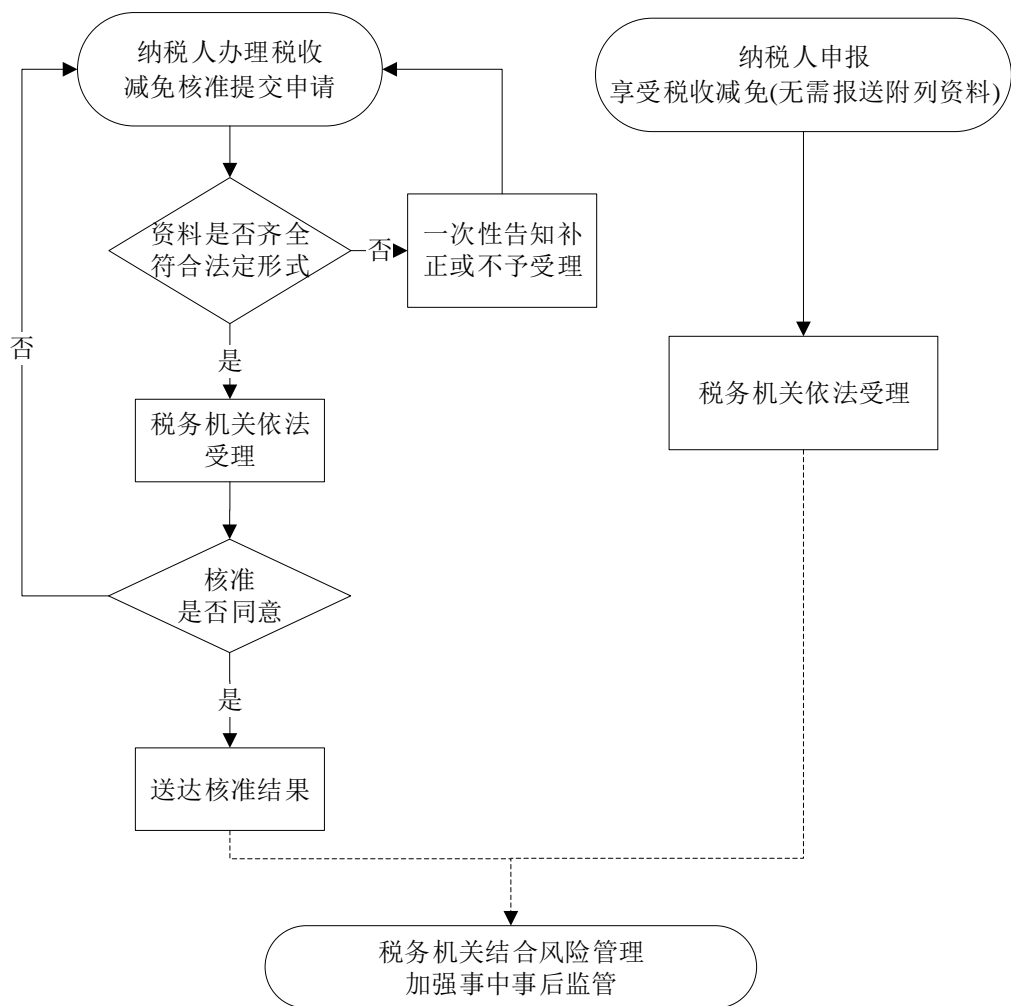 纳税人办理税收
减免核准提交申请
资料是否齐全
符合法定形式
否
一次性告知补
正或不予受理
是
税务机关依法
受理
核准
是否同意
否
是
送达核准结果
纳税人申报
享受税收减免(无需报送附列资料)
税务机关依法受理
税务机关结合风险管理
加强事中事后监管